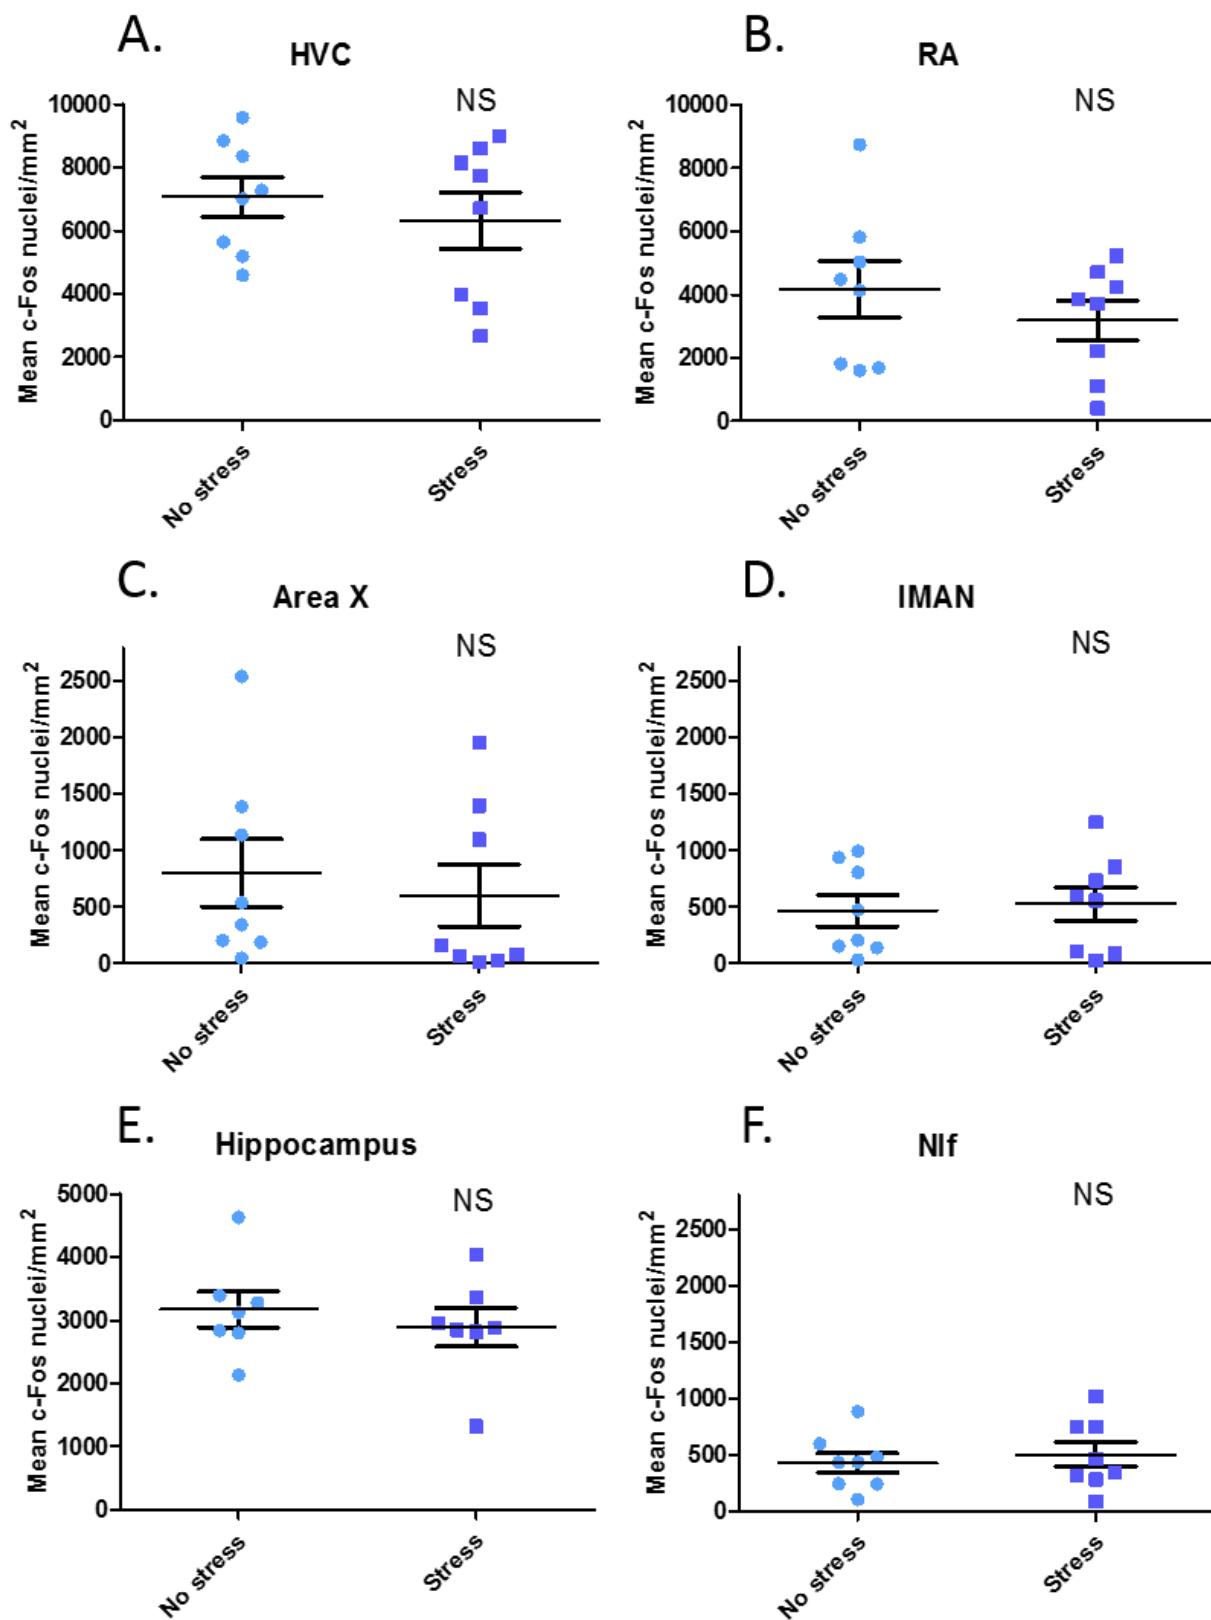 A.
HVC
NS
Mean c-Fos nuclei/mm²
10000
8000
6000
4000
2000
0
No stress
Stress
B.
RA
NS
Mean c-Fos nuclei/mm²
10000
8000
6000
4000
2000
0
No stress
Stress
C.
Area X
NS
Mean c-Fos nuclei/mm²
2500
2000
1500
1000
500
0
No stress
Stress
D.
lMAN
NS
Mean c-Fos nuclei/mm²
2500
2000
1500
1000
500
0
No stress
Stress
E.
Hippocampus
NS
Mean c-Fos nuclei/mm²
5000
4000
3000
2000
1000
0
No stress
Stress
F.
NIf
NS
Mean c-Fos nuclei/mm²
2500
2000
1500
1000
500
0
No stress
Stress